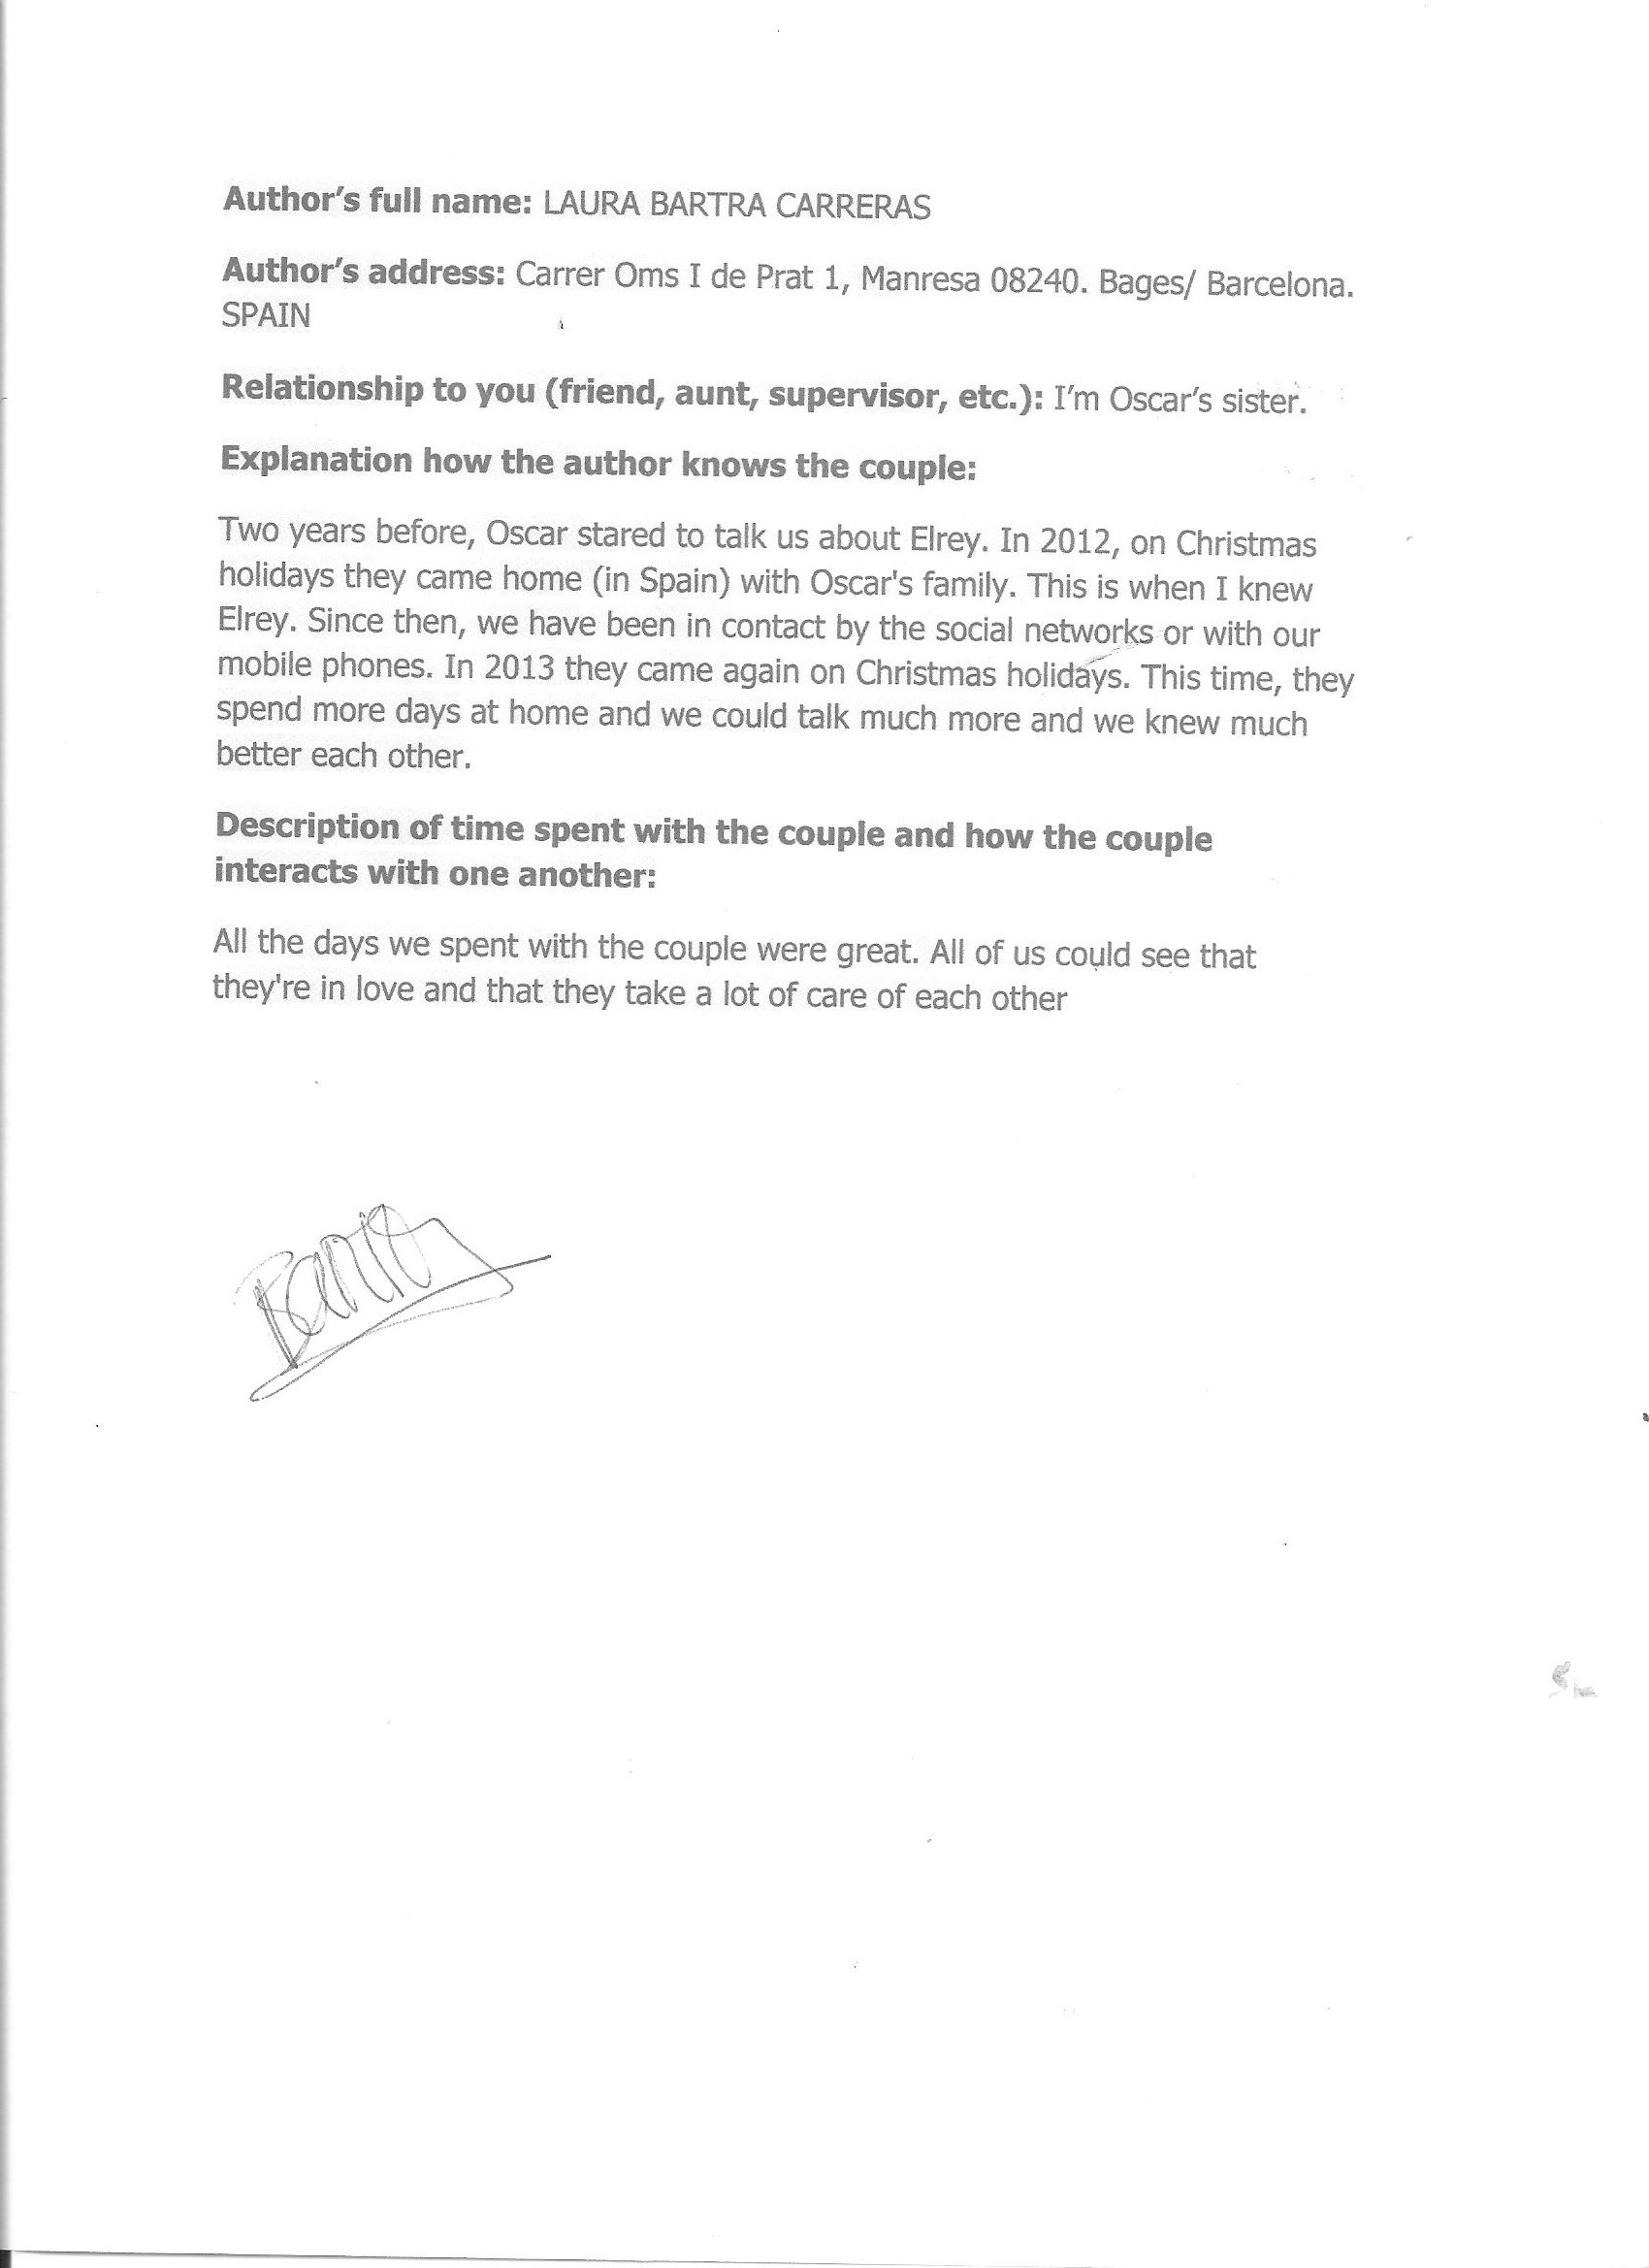 Author's full name: LAURA BARTRA CARRERAS
Author's address: Carrer Oms I de Prat 1, Manresa 08240. Bages/ Barcelona.
SPAIN
Relationship to you (friend, aunt, supervisor, etc.): I'm Oscar's sister.
Explanation how the author knows the couple:
Two years before, Oscar stared to talk us about Elrey. In 2012, on Christmas
holidays they came home (in Spain) with Oscar's family. This is when I knew
Elrey. Since then, we have been in contact by the social networks or with our
mobile phones. In 2013 they came again on Christmas holidays. This time, they
spend more days at home and we could talk much more and we knew much
better each other.
Description of time spent with the couple and how the couple
interacts with one another:
All the days we spent with the couple were great. All of us could see that
they're in love and that they take a lot of care of each other